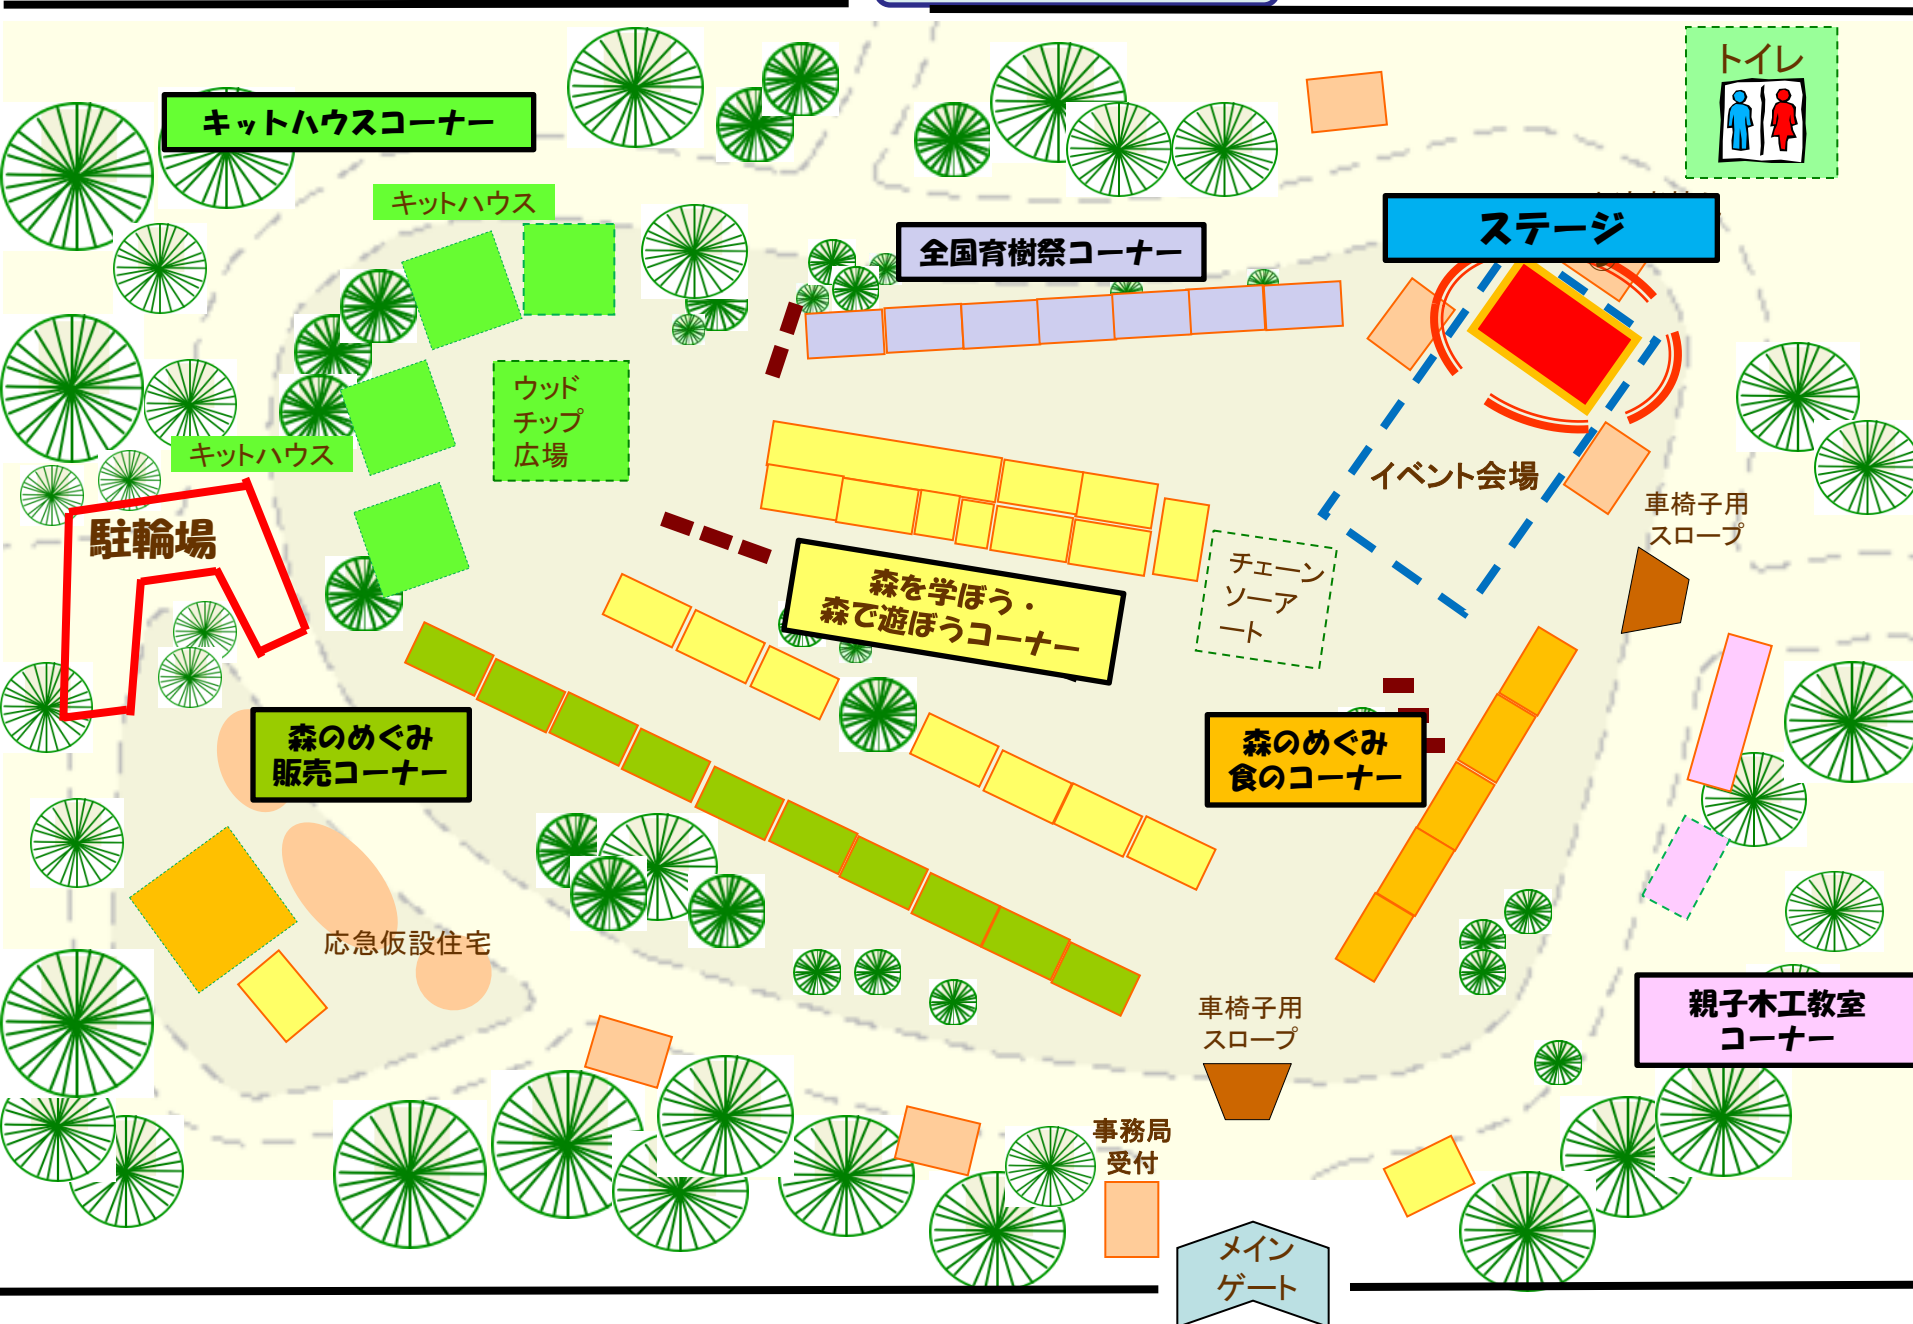 トイレ
キットハウスコーナー
キットハウス
全国育樹祭コーナー
ステージ
ウッド
チップ
広場
キットハウス
イベント会場
車椅子用
スロープ
駐輪場
チェーン
ソーア
ート
森を学ぼう・
森で遊ぼうコーナー
森のめぐみ
販売コーナー
森のめぐみ
食のコーナー
応急仮設住宅
親子木工教室
コーナー
車椅子用
スロープ
事務局
受付
メイン
ゲート